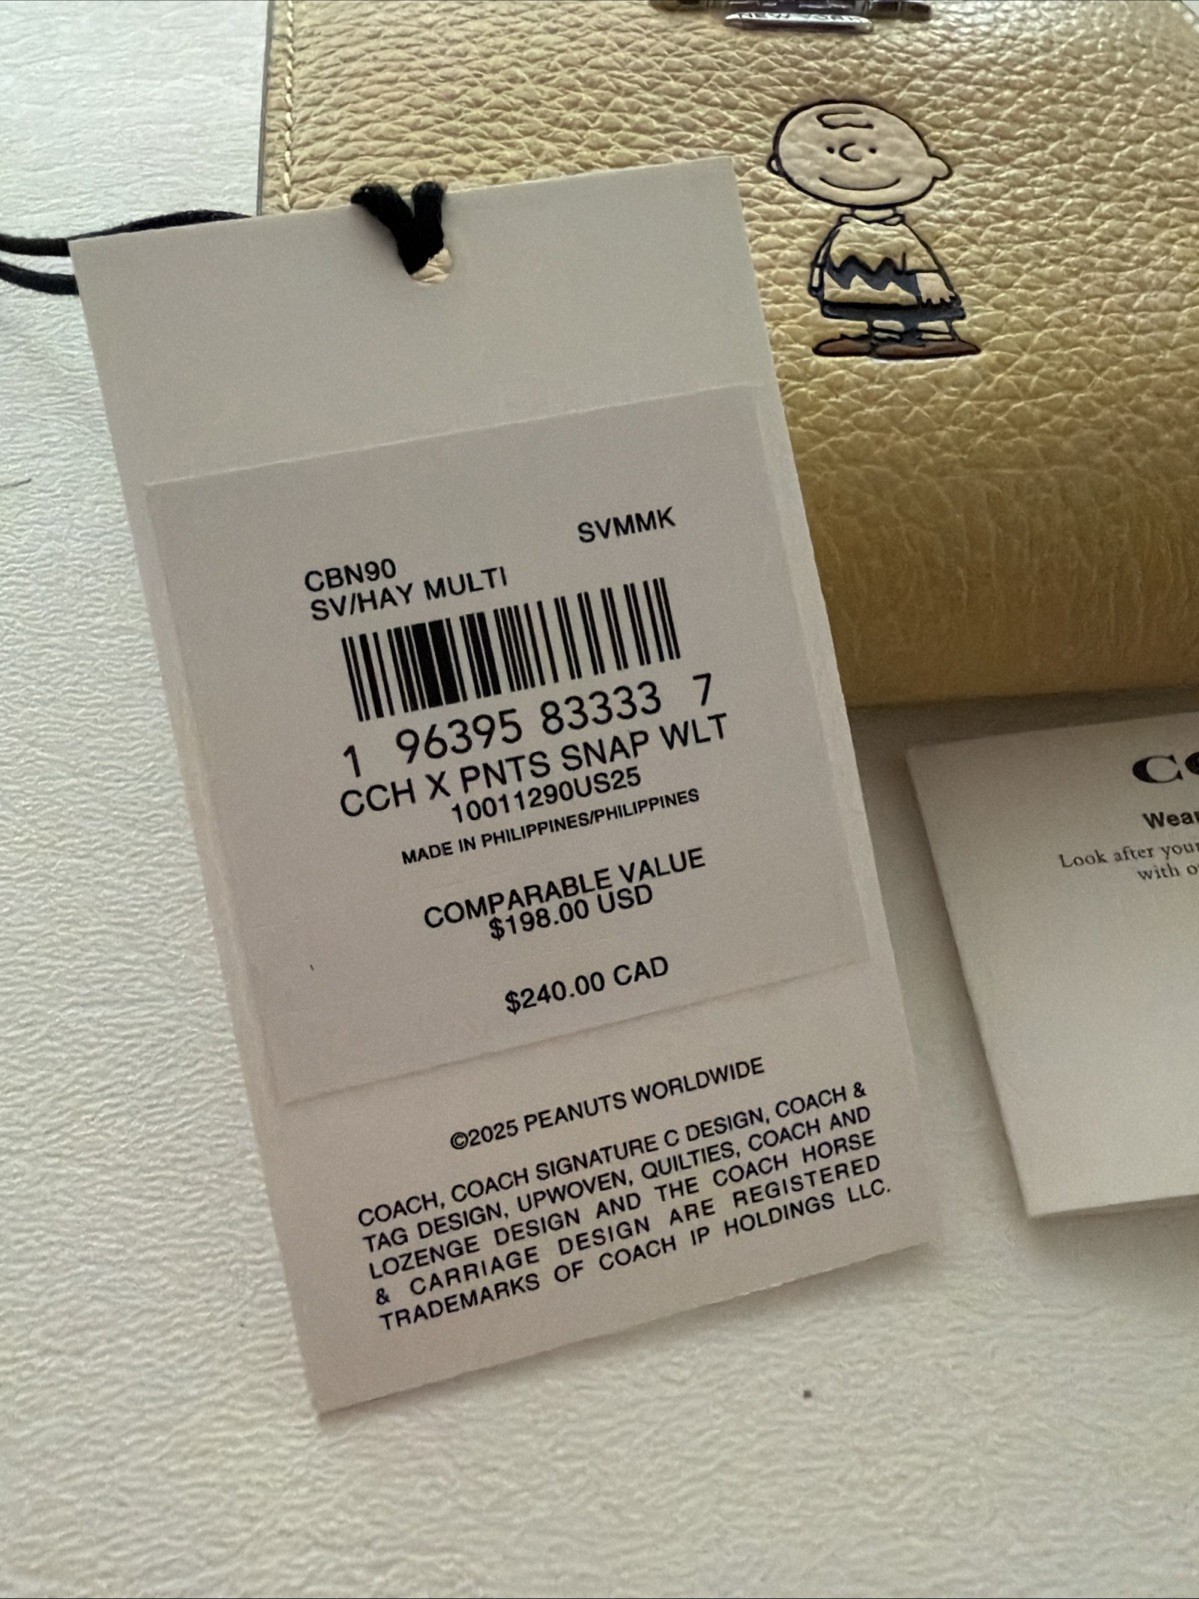 NEW YORK
SVMMK
CBN90
SV/HAY MULTI
1 96395 83333 7
CCH X PNTS SNAP WLT
10011290US25
MADE IN PHILIPPINES/PHILIPPINES
COMPARABLE VALUE
$198.00 USD
$240.00 CAD
©2025 PEANUTS WORLDWIDE
COACH, COACH SIGNATURE C DESIGN, COACH &
TAG DESIGN, UPWOVEN, QUILTIES, COACH AND
LOZENGE DESIGN AND THE COACH HORSE
& CARRIAGE DESIGN ARE REGISTERED
TRADEMARKS OF COACH IP HOLDINGS LLC.
Look after your
with